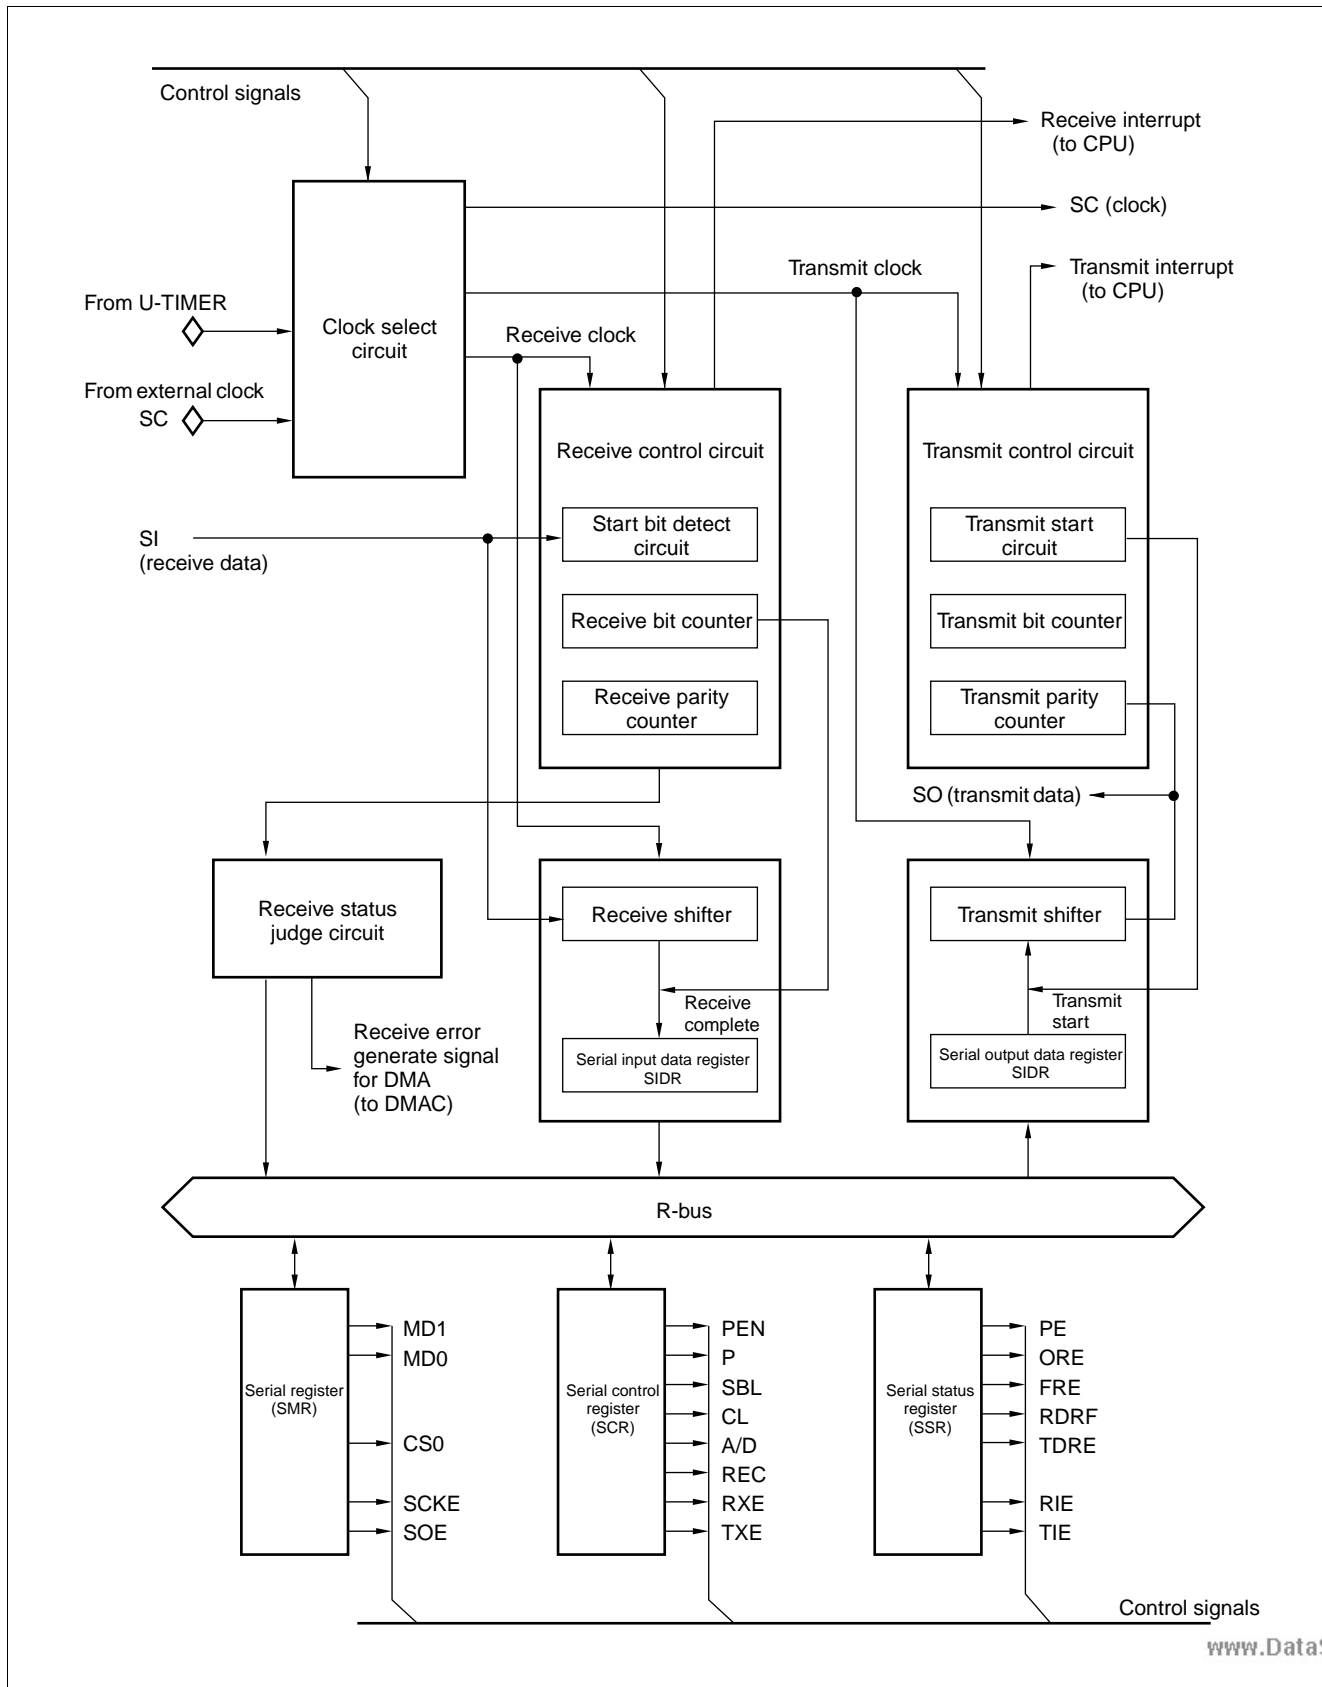 Control signals
Receive interrupt
(to CPU)
SC (clock)
Transmit clock
Transmit interrupt
(to CPU)
From U-TIMER
Clock select
circuit
Receive clock
From external clock
SC
Receive control circuit
Transmit control circuit
Start bit detect
circuit
Transmit start
circuit
SI
(receive data)
Receive bit counter
Transmit bit counter
Receive parity
counter
Transmit parity
counter
SO (transmit data)
Receive status
judge circuit
Receive shifter
Transmit shifter
Receive
complete
Transmit
start
Receive error
generate signal
for DMA
(to DMAC)
Serial input data register
SIDR
Serial output data register
SIDR
R-bus
Serial register
(SMR)
MD1
MD0
CS0
SCKE
SOE
Serial control
register
(SCR)
PEN
P
SBL
CL
A/D
REC
RXE
TXE
Serial status
register
(SSR)
PE
ORE
FRE
RDRF
TDRE
RIE
TIE
Control signals
www.DataS